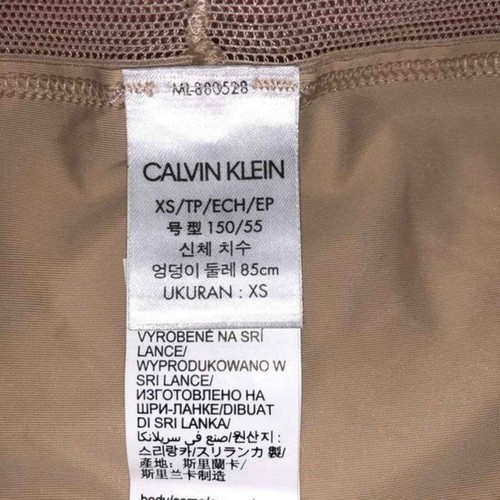 ML-880528
CALVIN KLEIN
XS/TP/ECH/EP
号型 150/55
신체 치수
엉덩이 둘레 85cm
UKURAN : XS
VYROBENÉ NA SRÍ
LANCE/
WYPRODUKOWANO W
SRI LANCE/
ИЗГОТОВЛЕНО НА
ШРИ-ЛАНКЕ/DIBUAT
DI SRI LANKA/
صنع في سريلانكا/원산지 :
스리랑카/スリランカ 製/
產地：斯里蘭卡/
斯里兰卡制造